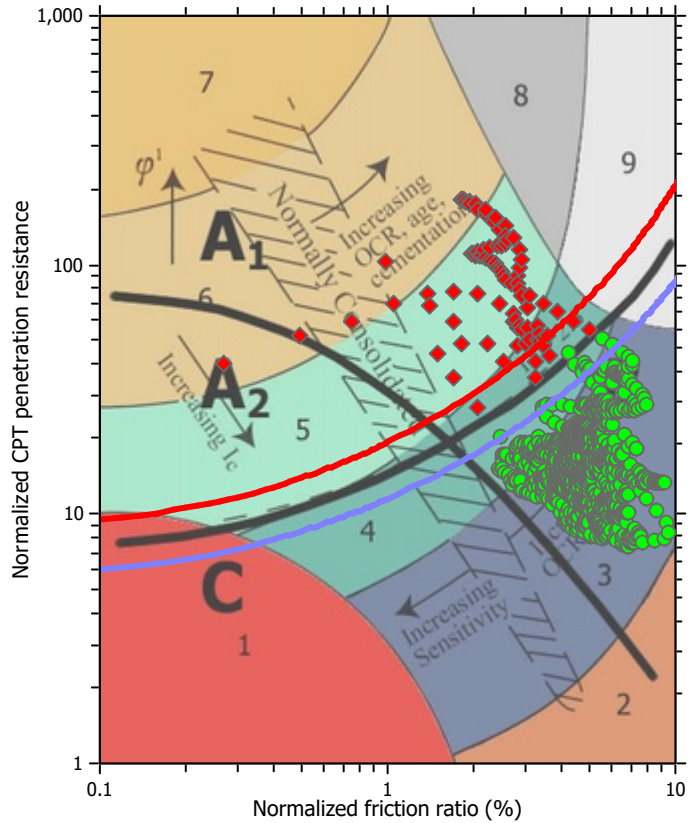 1,000
7
8
9
φ¹
Increasing
OCR, age,
cementation
Normally Consolidated
A1
100
6
A2
Increasing Ic
5
10
4
3
C
Increasing
Sensitivity
1
2
1
0.1
1
10
Normalized CPT penetration resistance
Normalized friction ratio (%)